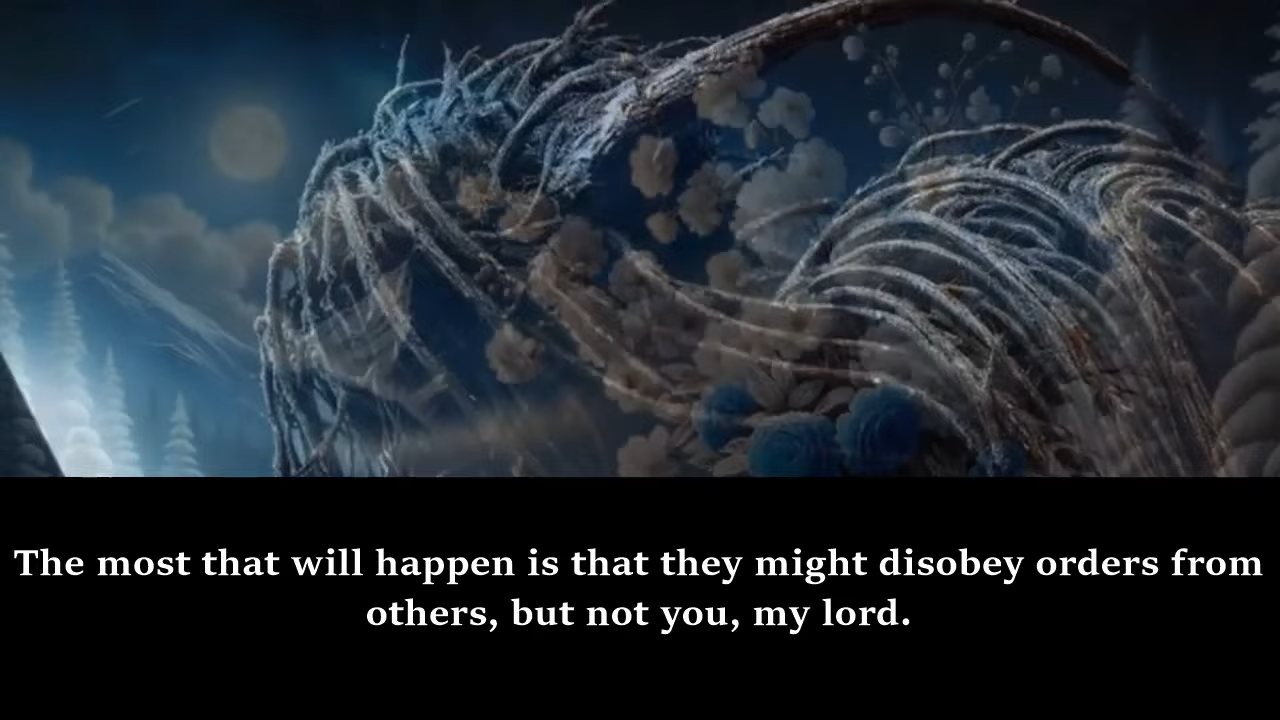 The most that will happen is that they might disobey orders from
others, but not you, my lord.